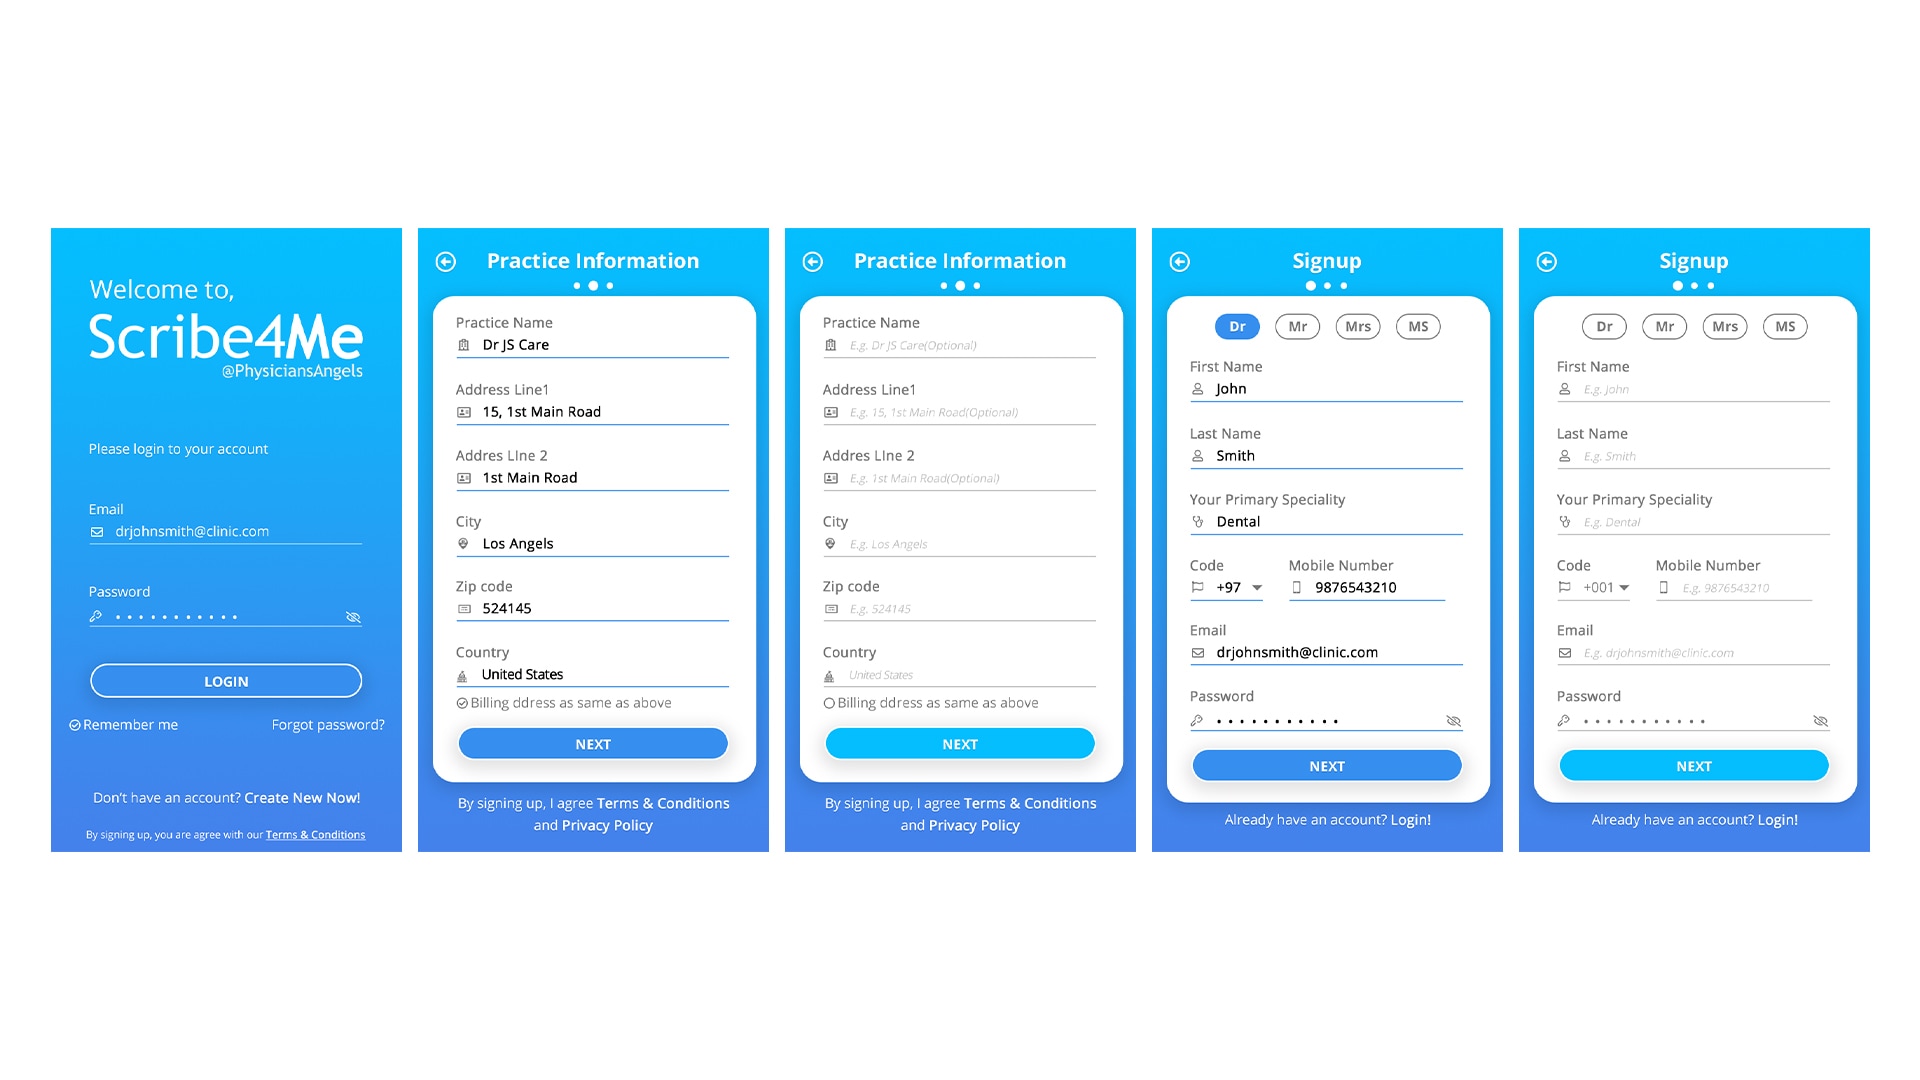 Welcome to,
Scribe4Me
@PhysiciansAngels
Please login to your account
Email
drjohnsmith@clinic.com
Password
• • • • • • • • • • •
LOGIN
Remember me Forgot password?
Don't have an account? Create New Now!
By signing up, you are agree with our Terms & Conditions
Practice Information
Practice Name
Dr JS Care
Address Line1
15, 1st Main Road
Addres LIne 2
1st Main Road
City
Los Angels
Zip code
524145
Country
United States
Billing ddress as same as above
NEXT
By signing up, I agree Terms & Conditions
and Privacy Policy
Practice Information
Practice Name
E.g. Dr JS Care(Optional)
Address Line1
E.g. 15, 1st Main Road(Optional)
Addres LIne 2
E.g. 1st Main Road(Optional)
City
E.g. Los Angels
Zip code
E.g. 524145
Country
United States
Billing ddress as same as above
NEXT
By signing up, I agree Terms & Conditions
and Privacy Policy
Signup
Dr Mr Mrs MS
First Name
John
Last Name
Smith
Your Primary Speciality
Dental
Code Mobile Number
+97 9876543210
Email
drjohnsmith@clinic.com
Password
• • • • • • • • • • •
NEXT
Already have an account? Login!
Signup
Dr Mr Mrs MS
First Name
E.g. John
Last Name
E.g. Smith
Your Primary Speciality
E.g. Dental
Code Mobile Number
+001 E.g. 9876543210
Email
E.g. drjohnsmith@clinic.com
Password
• • • • • • • • • • •
NEXT
Already have an account? Login!